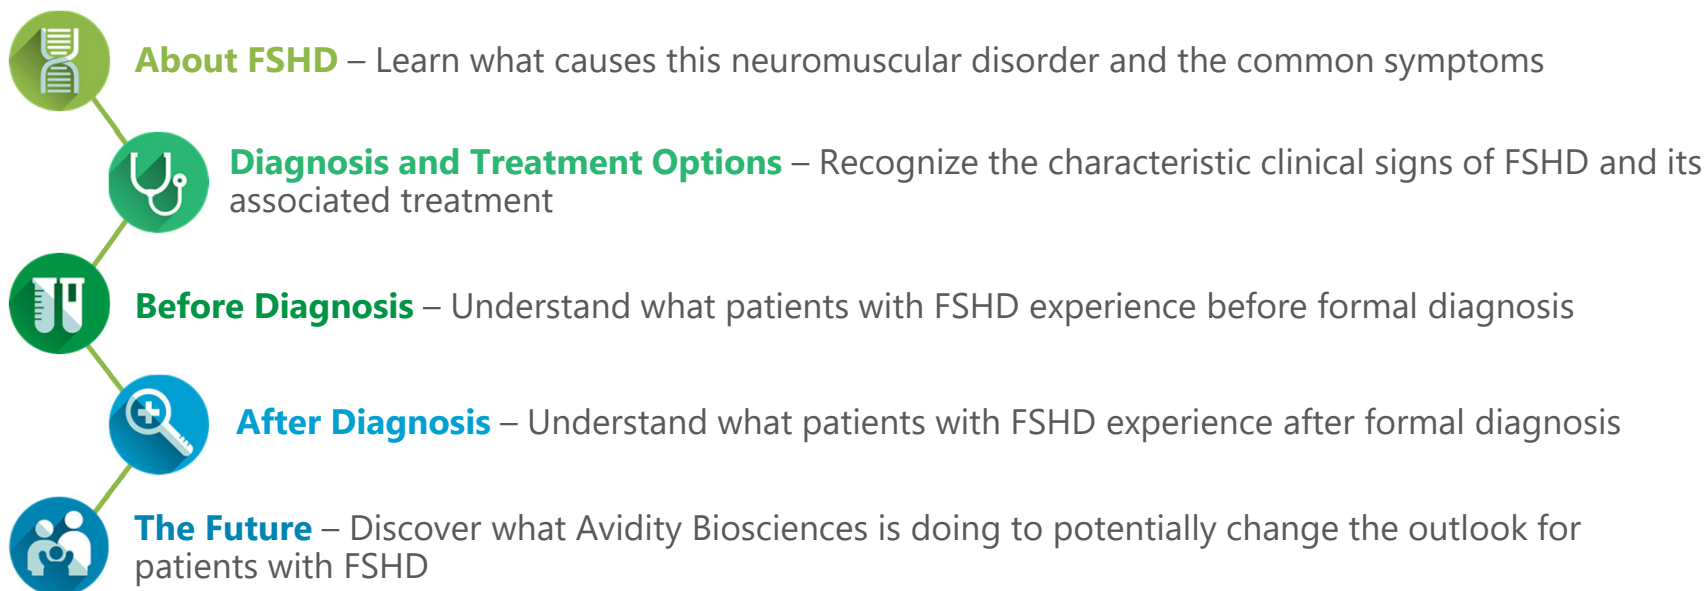 About FSHD – Learn what causes this neuromuscular disorder and the common symptoms
Diagnosis and Treatment Options – Recognize the characteristic clinical signs of FSHD and its
associated treatment
Before Diagnosis – Understand what patients with FSHD experience before formal diagnosis
After Diagnosis – Understand what patients with FSHD experience after formal diagnosis
The Future – Discover what Avidity Biosciences is doing to potentially change the outlook for
patients with FSHD